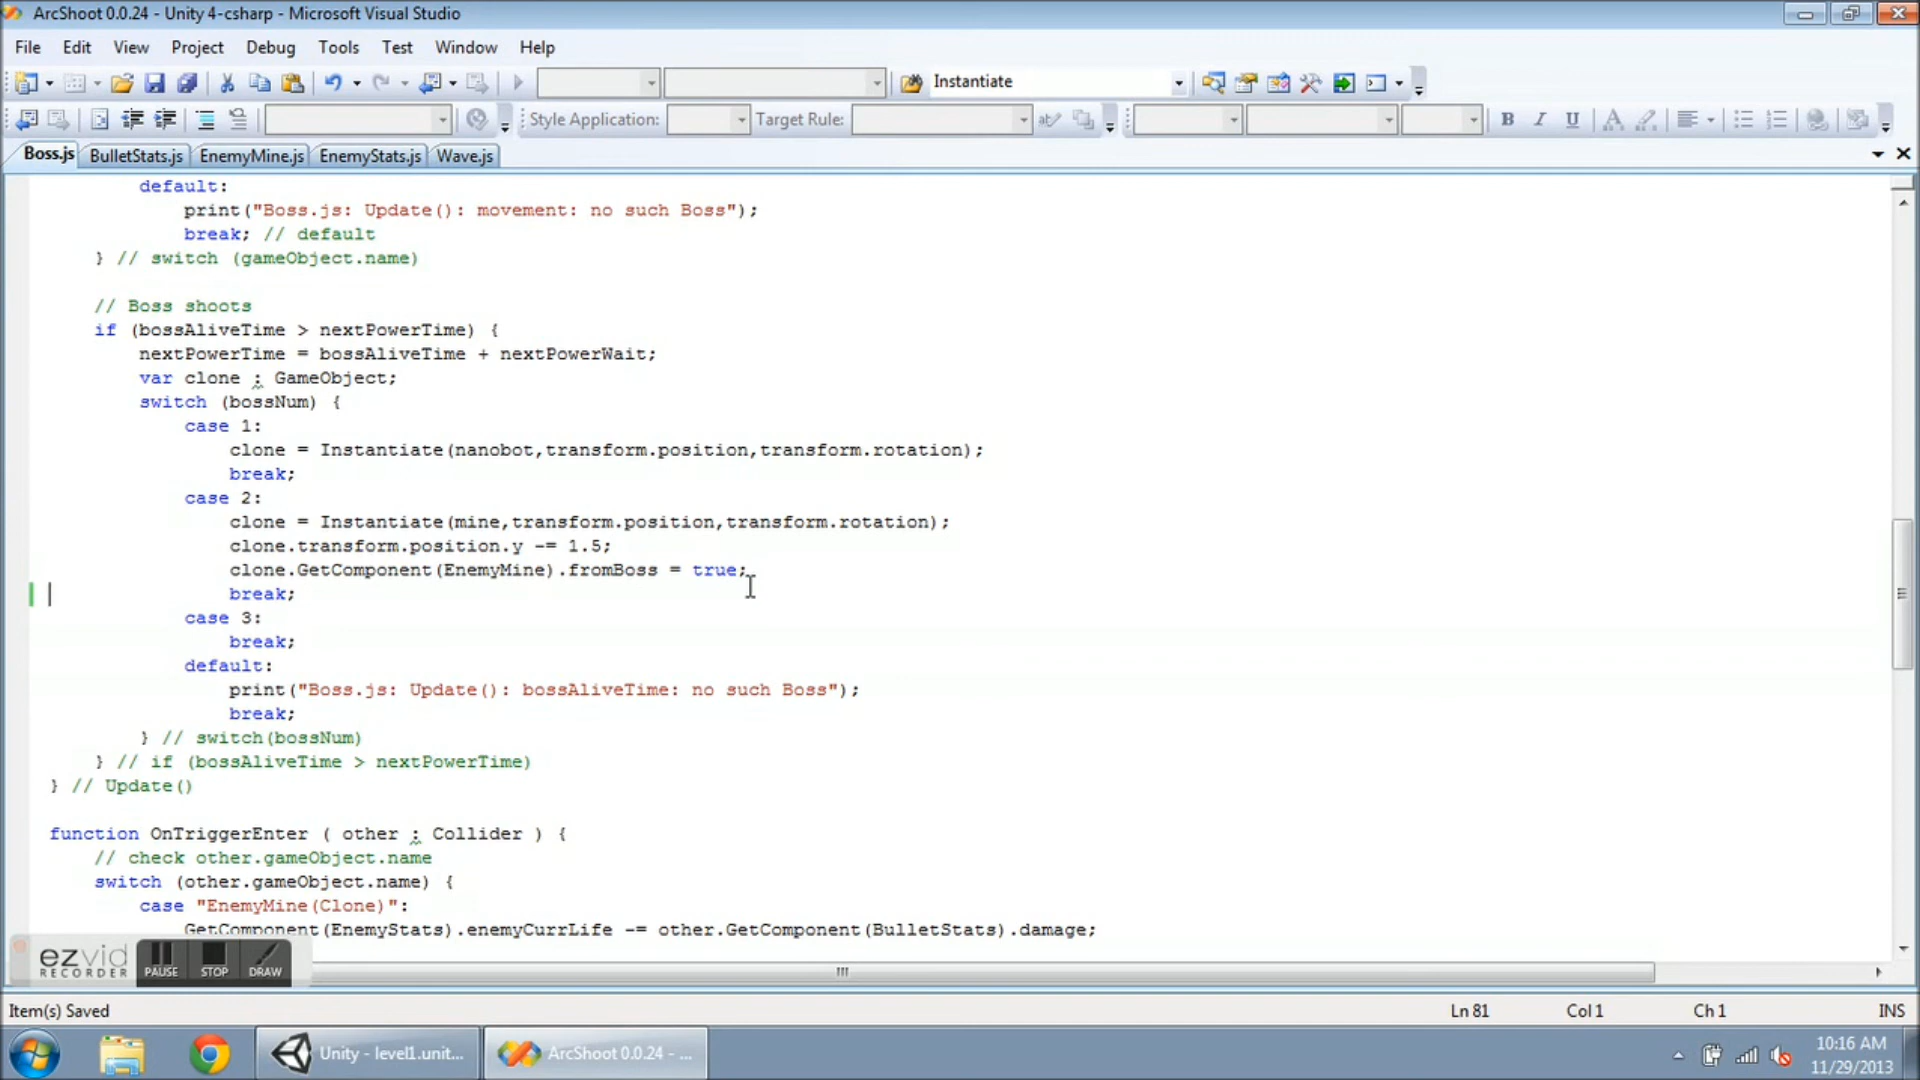 ArcShoot 0.0.24 - Unity 4-csharp - Microsoft Visual Studio
File Edit View Project Debug Tools Test Window Help
Instantiate
Style Application: Target Rule: B I U
Boss.js BulletStats.js EnemyMine.js EnemyStats.js Wave.js
default:
print("Boss.js: Update(): movement: no such Boss");
break; // default
} // switch (gameObject.name)
// Boss shoots
if (bossAliveTime > nextPowerTime) {
nextPowerTime = bossAliveTime + nextPowerWait;
var clone : GameObject;
switch (bossNum) {
case 1:
clone = Instantiate(nanobot,transform.position,transform.rotation);
break;
case 2:
clone = Instantiate(mine,transform.position,transform.rotation);
clone.transform.position.y -= 1.5;
clone.GetComponent(EnemyMine).fromBoss = true;
break;
case 3:
break;
default:
print("Boss.js: Update(): bossAliveTime: no such Boss");
break;
} // switch(bossNum)
} // if (bossAliveTime > nextPowerTime)
} // Update()
function OnTriggerEnter ( other : Collider ) {
// check other.gameObject.name
switch (other.gameObject.name) {
case "EnemyMine(Clone)":
GetComponent(EnemyStats).enemyCurrLife -= other.GetComponent(BulletStats).damage;
ezvid
RECORDER PAUSE STOP DRAW
Item(s) Saved Ln 81 Col 1 Ch 1 INS
Unity - level1.unit... ArcShoot 0.0.24 - ... 10:16 AM
11/29/2013